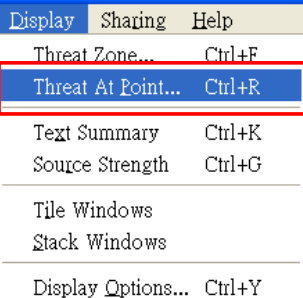 Display Sharing Help
Threat Zone... Ctrl+F
Threat At Point... Ctrl+R
Text Summary Ctrl+K
Source Strength Ctrl+G
Tile Windows
Stack Windows
Display Options... Ctrl+Y